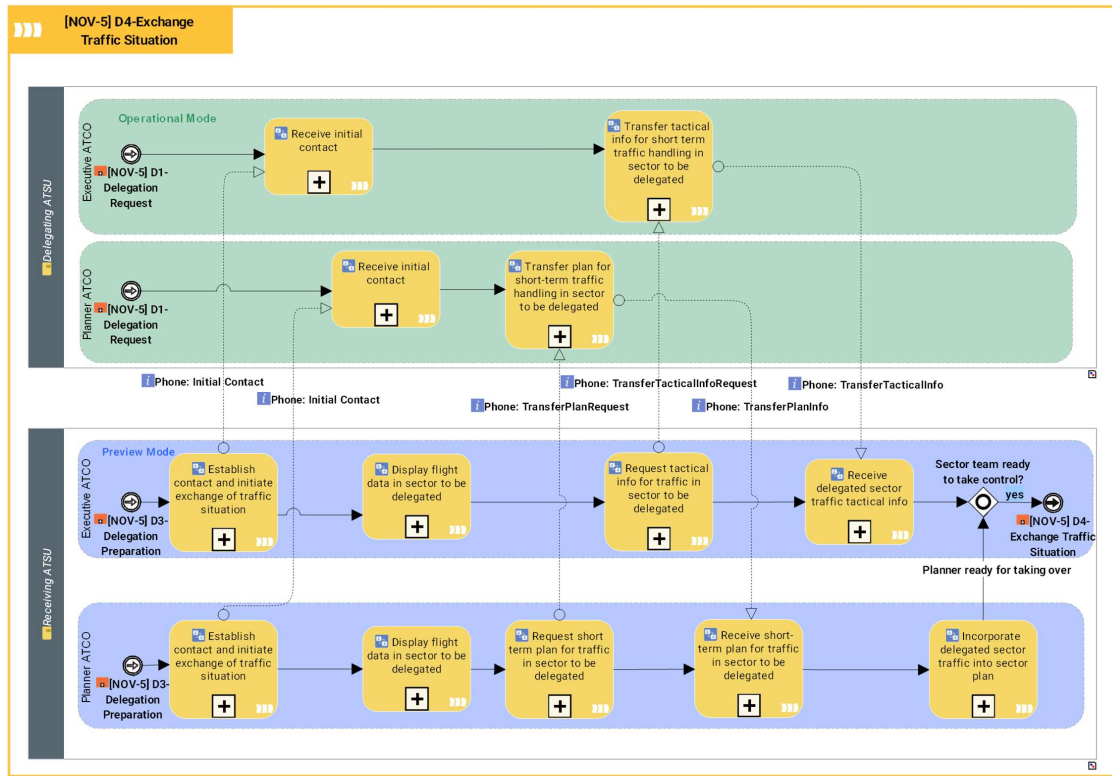 [NOV-5] D4-Exchange
Traffic Situation
Delegating ATSU
Executive ATCO
Operational Mode
[NOV-5] D1-
Delegation
Request
Receive initial
contact
Transfer tactical
info for short term
traffic handling in
sector to be
delegated
Planner ATCO
[NOV-5] D1-
Delegation
Request
Receive initial
contact
Transfer plan for
short-term traffic
handling in sector
to be delegated
Phone: Initial Contact
Phone: TransferTacticalInfoRequest
Phone: TransferTacticalInfo
Phone: Initial Contact
Phone: TransferPlanRequest
Phone: TransferPlanInfo
Receiving ATSU
Executive ATCO
Preview Mode
[NOV-5] D3-
Delegation
Preparation
Establish
contact and initiate
exchange of traffic
situation
Display flight
data in sector to be
delegated
Request tactical
info for traffic in
sector to be
delegated
Receive
delegated sector
traffic tactical info
Sector team ready
to take control?
yes
[NOV-5] D4-
Exchange Traffic
Situation
Planner ready for taking over
Planner ATCO
[NOV-5] D3-
Delegation
Preparation
Establish
contact and initiate
exchange of traffic
situation
Display flight
data in sector to be
delegated
Request short
term plan for traffic
in sector to be
delegated
Receive short-
term plan for traffic
in sector to be
delegated
Incorporate
delegated sector
traffic into sector
plan